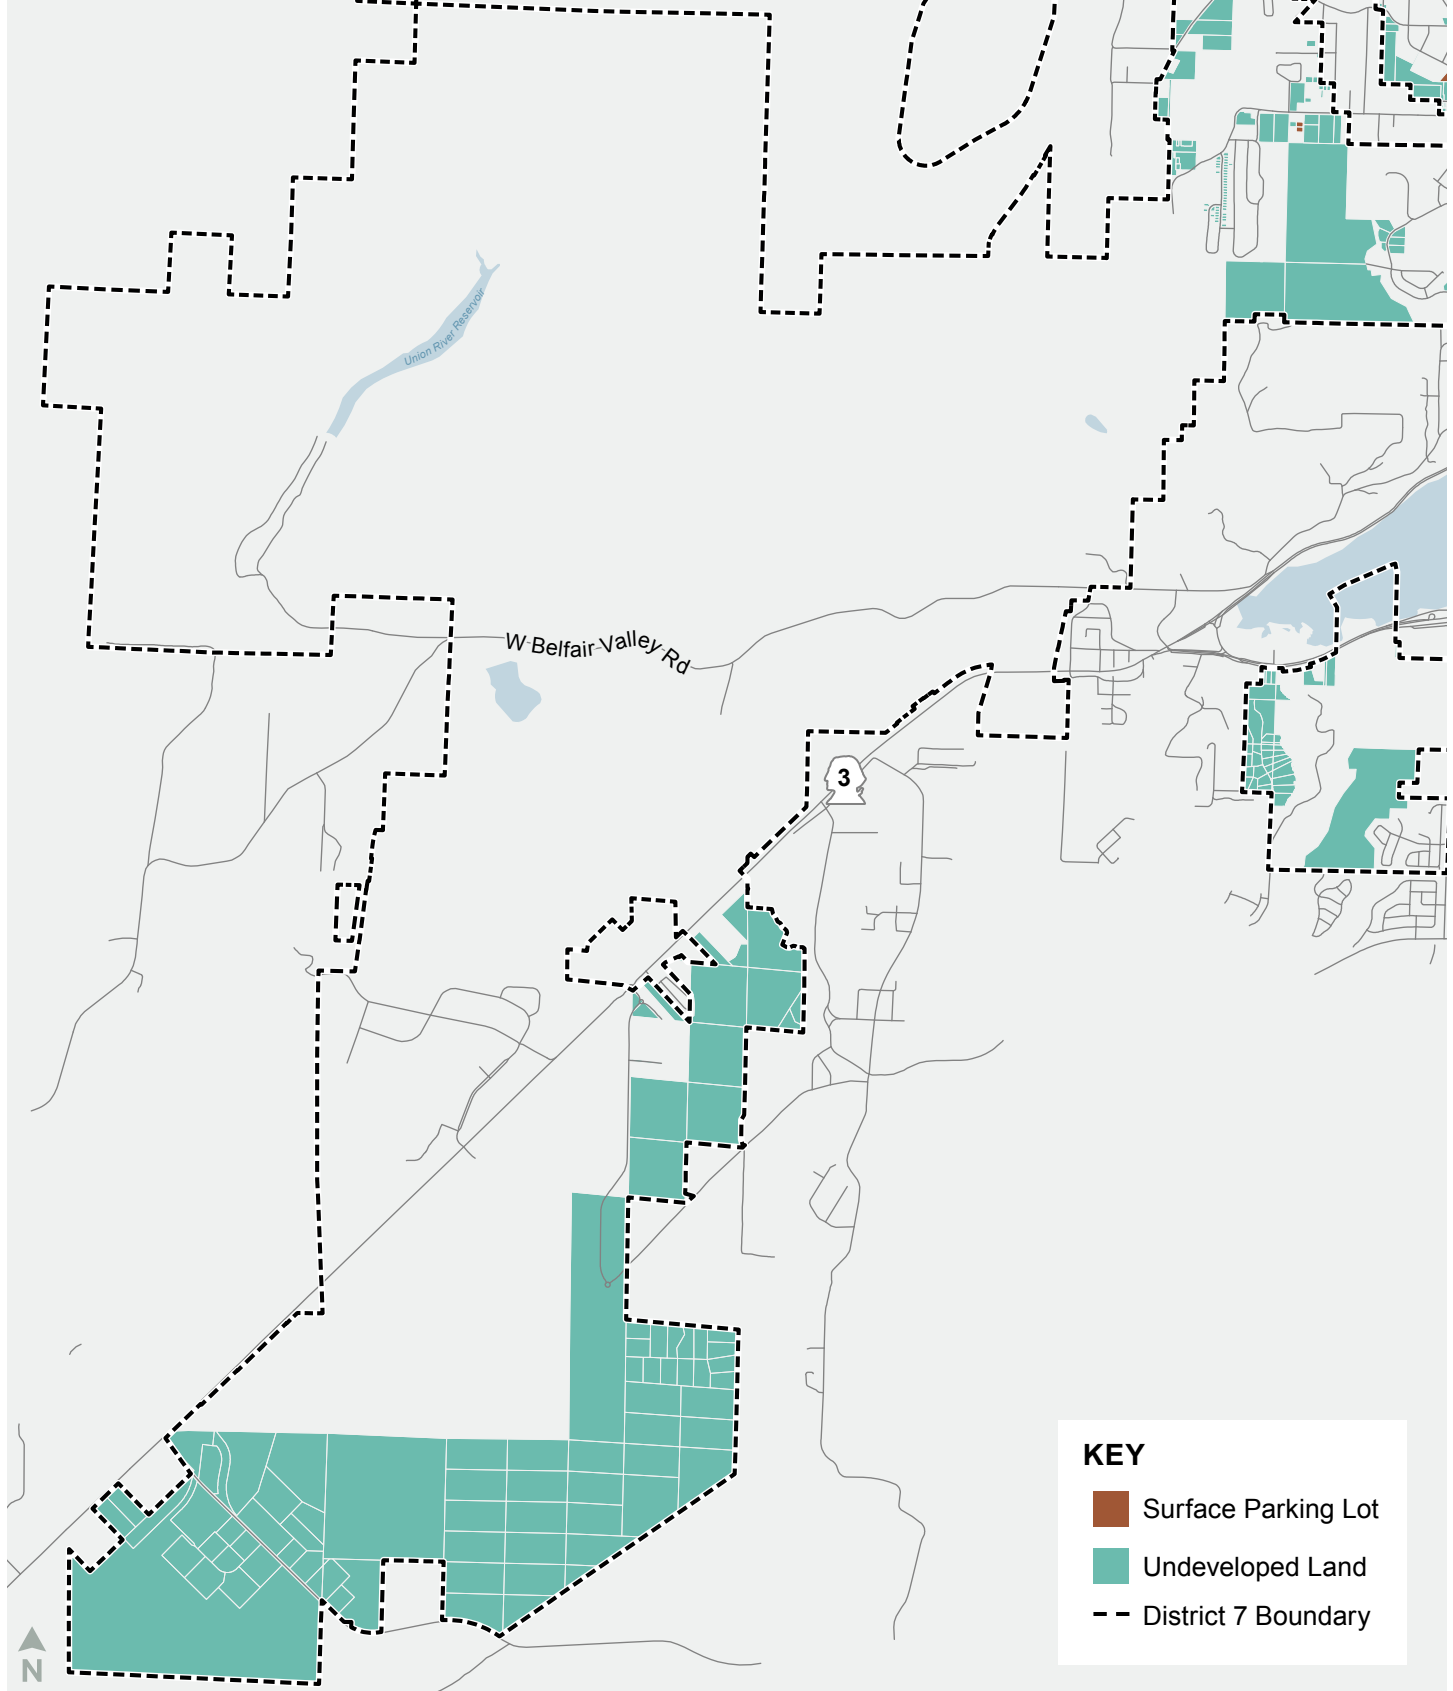 Union River Reservoir
W Belfair Valley Rd
3
KEY
Surface Parking Lot
Undeveloped Land
District 7 Boundary
N